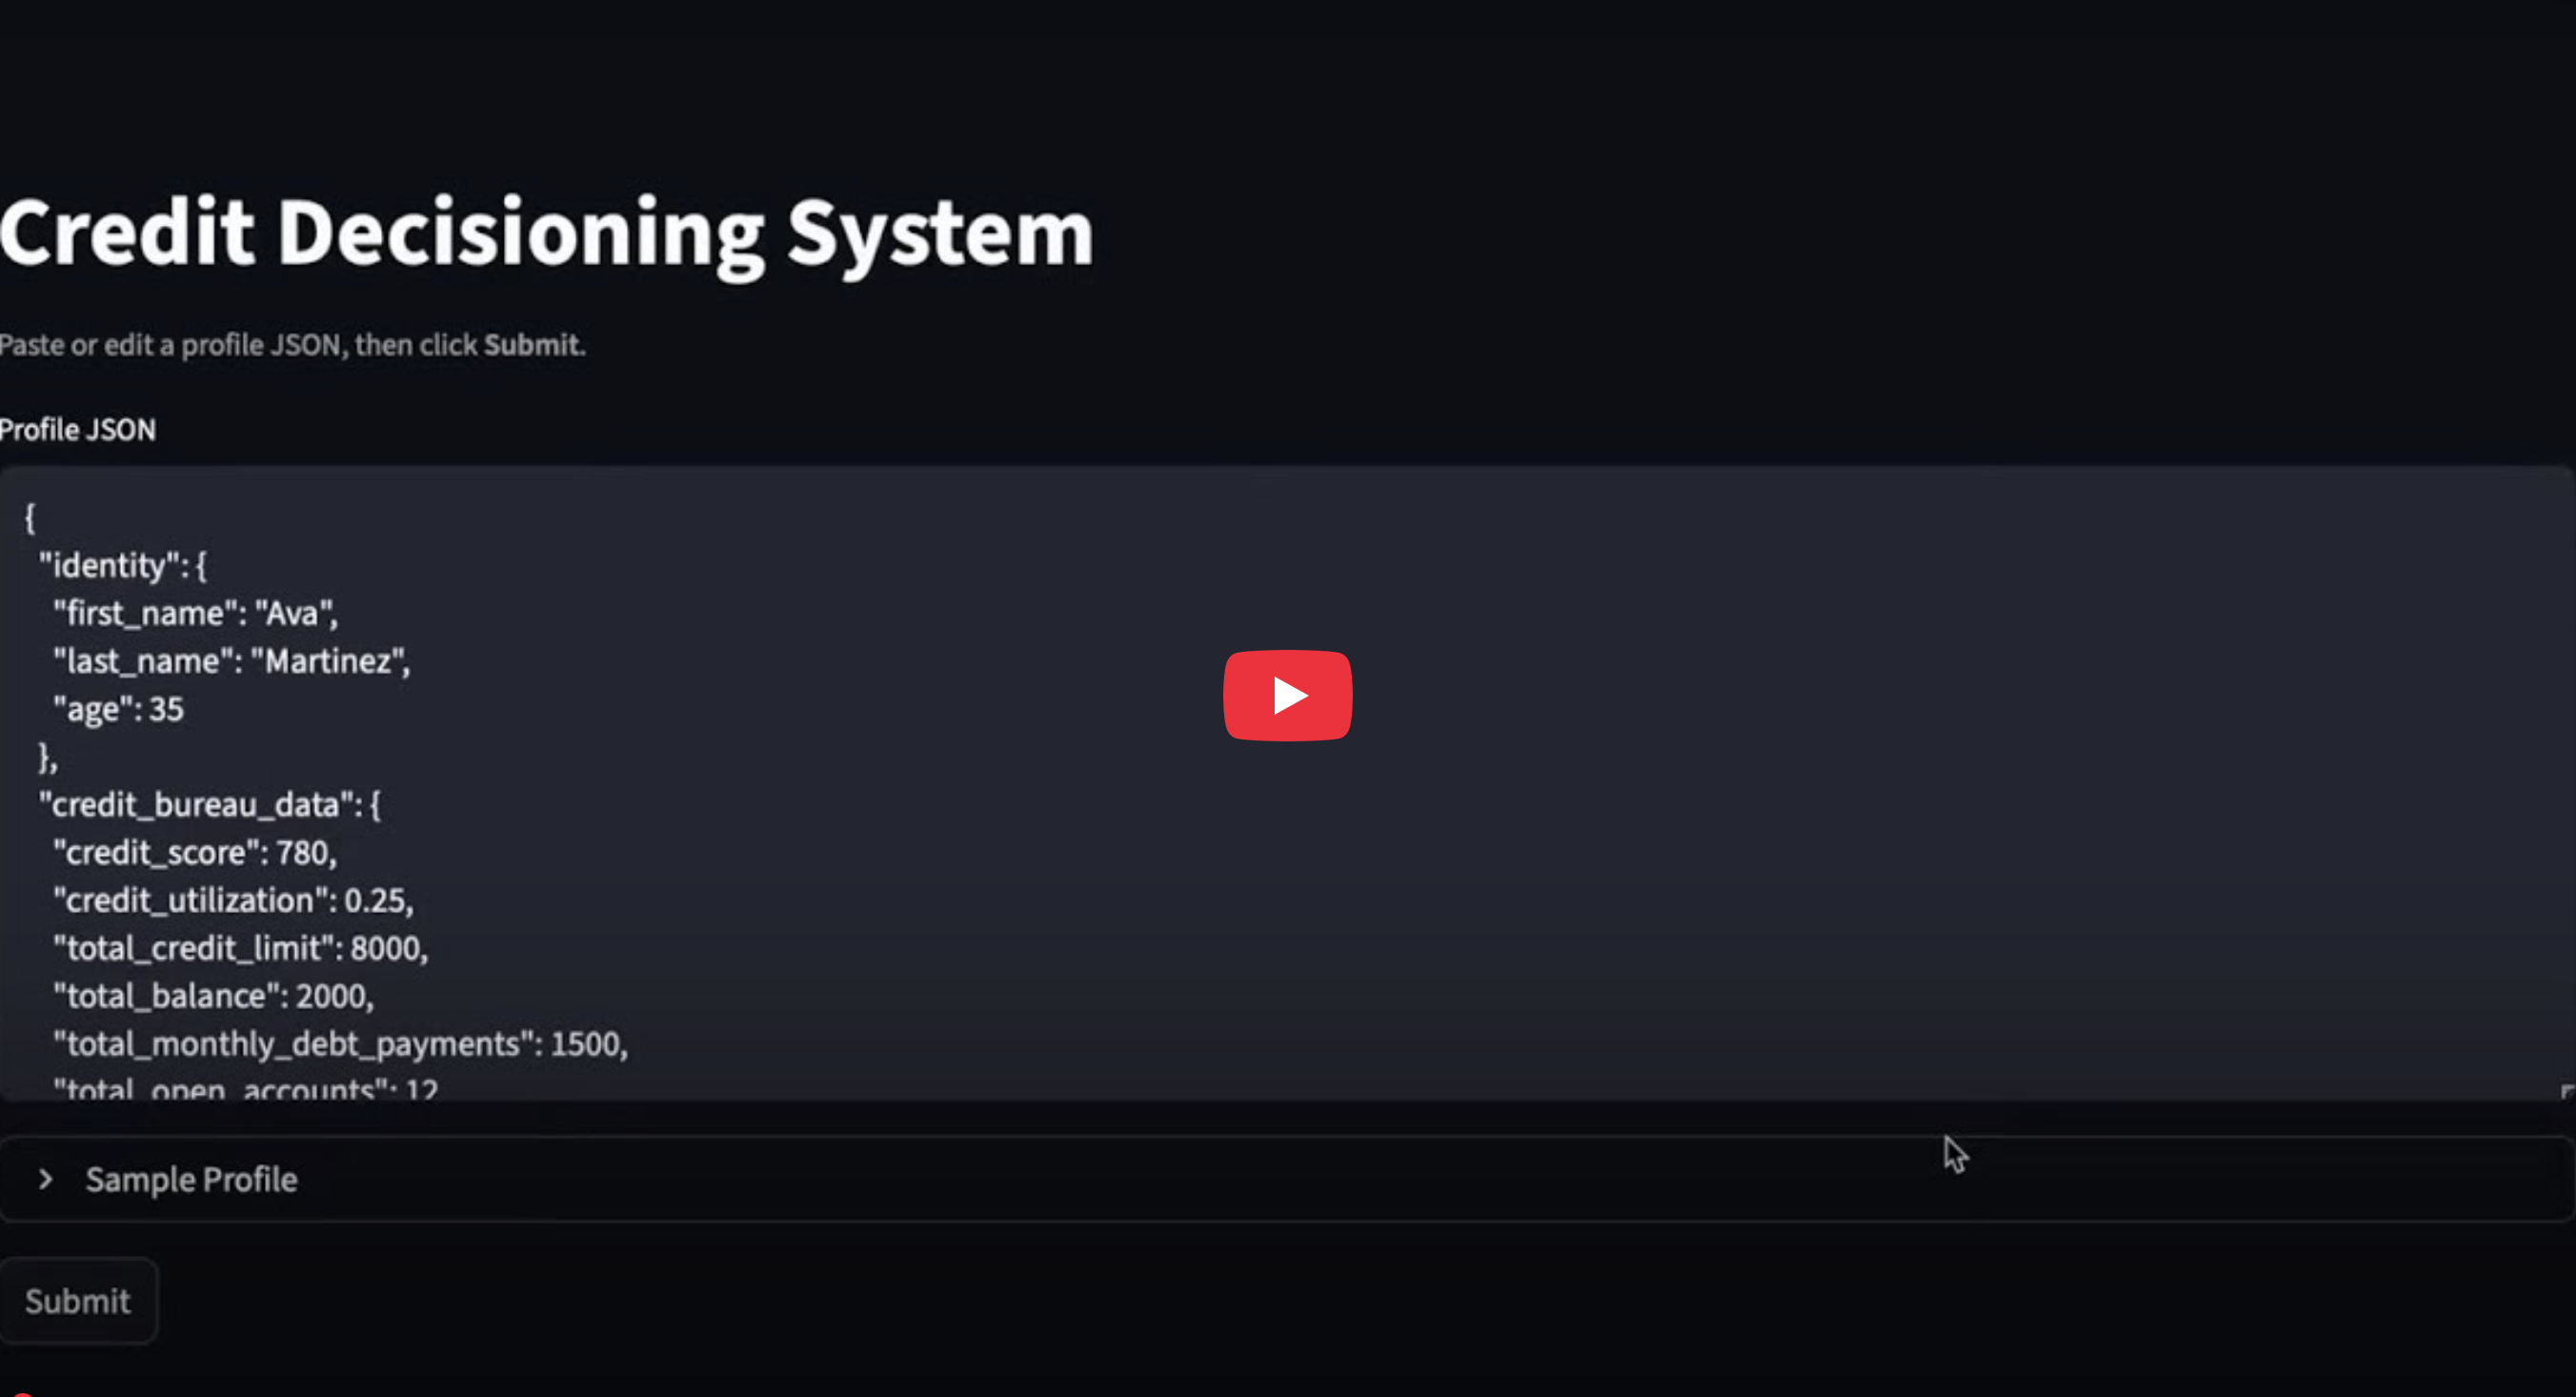 Credit Decisioning System
Paste or edit a profile JSON, then click Submit.
Profile JSON
{
"identity": {
"first_name": "Ava",
"last_name": "Martinez",
"age": 35
},
"credit_bureau_data": {
"credit_score": 780,
"credit_utilization": 0.25,
"total_credit_limit": 8000,
"total_balance": 2000,
"total_monthly_debt_payments": 1500,
"total_open_accounts": 12
Sample Profile
Submit